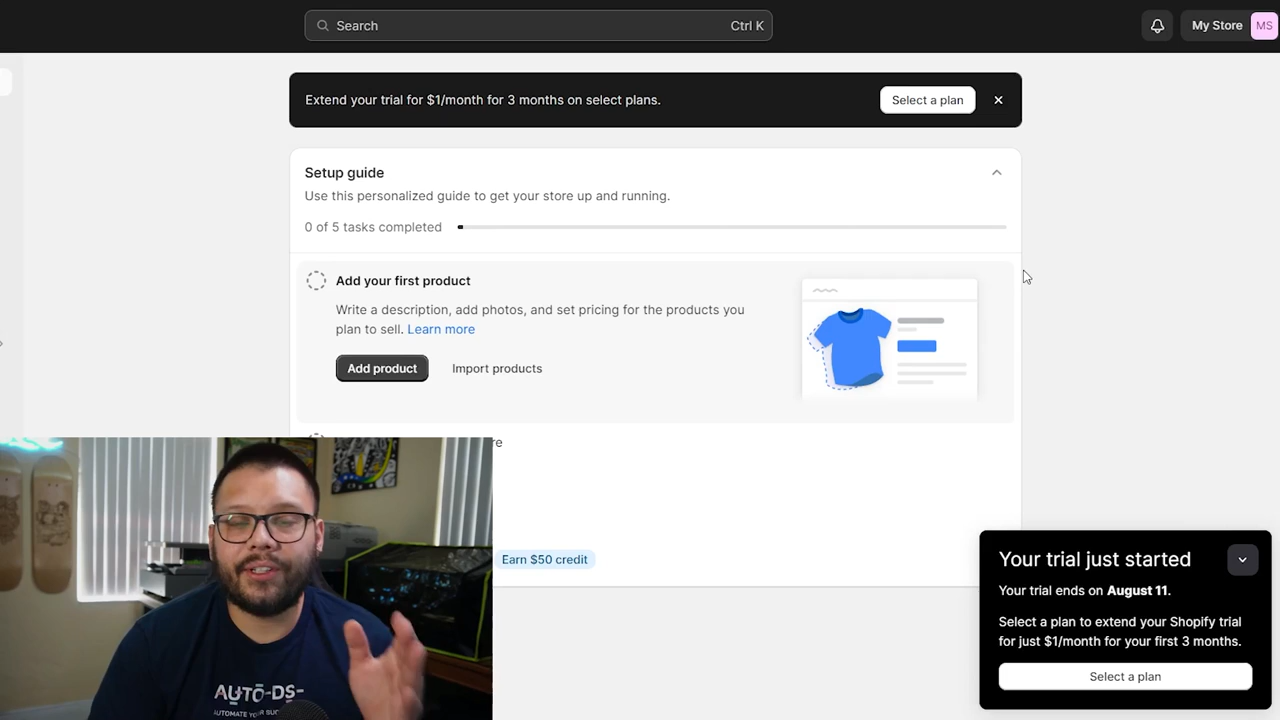 Search
Ctrl K
My Store
MS
Extend your trial for $1/month for 3 months on select plans.
Select a plan
Setup guide
Use this personalized guide to get your store up and running.
0 of 5 tasks completed
Add your first product
Write a description, add photos, and set pricing for the products you
plan to sell. Learn more
Add product
Import products
re
Earn $50 credit
Your trial just started
Your trial ends on August 11.
Select a plan to extend your Shopify trial
for just $1/month for your first 3 months.
Select a plan
AUTO-DS-
AUTOMATE YOUR